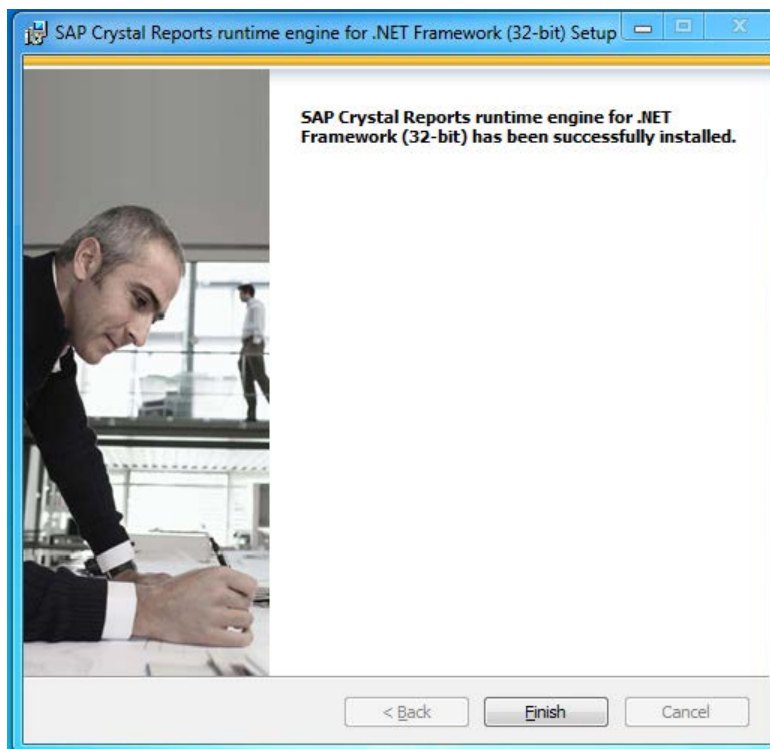 SAP Crystal Reports runtime engine for .NET Framework (32-bit) Setup
SAP Crystal Reports runtime engine for .NET
Framework (32-bit) has been successfully installed.
< Back
Finish
Cancel